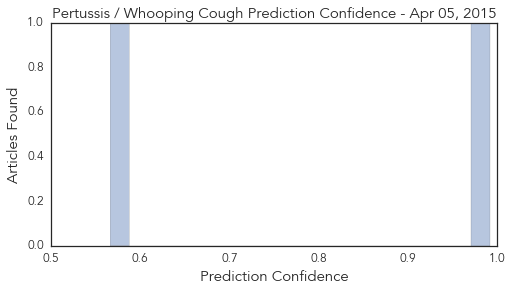 Pertussis / Whooping Cough Prediction Confidence - Apr 05, 2015
1.0
0.8
0.6
0.4
0.2
0.0
Articles Found
0.5 0.6 0.7 0.8 0.9 1.0
Prediction Confidence